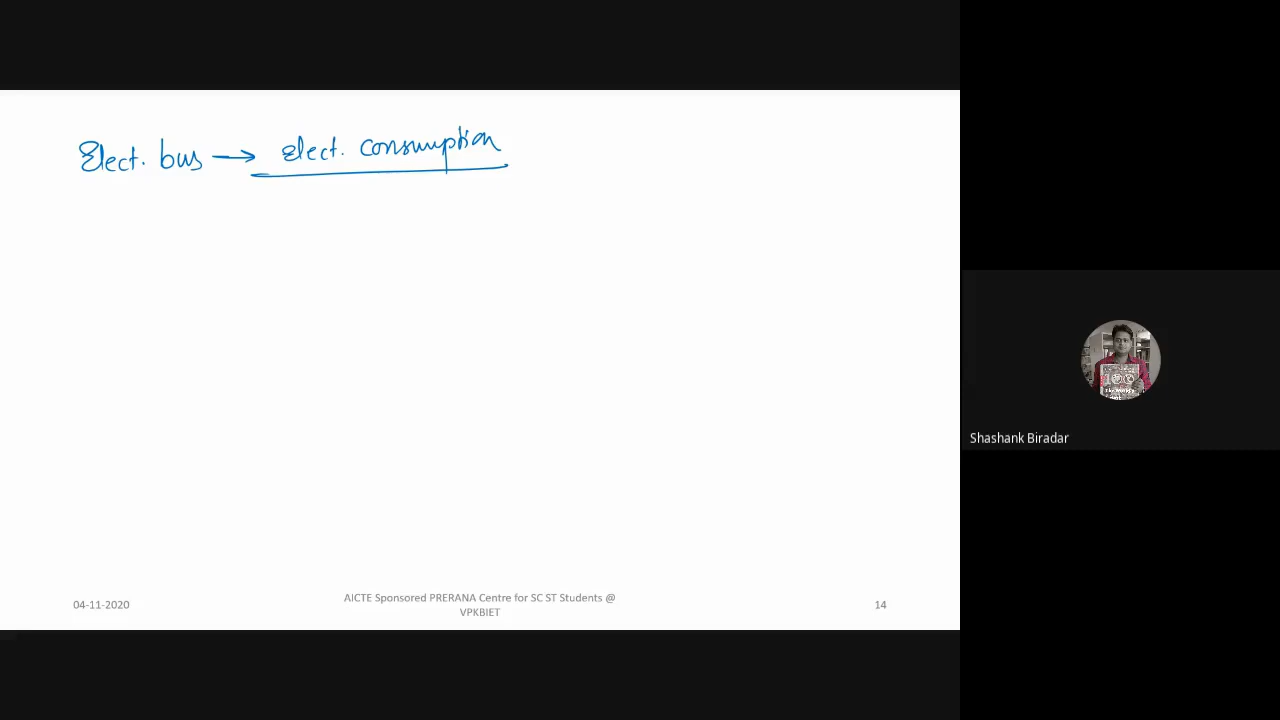 Elect. bus → Elect. consumption
Shashank Biradar
04-11-2020
AICTE Sponsored PRERANA Centre for SC ST Students @
VPKBIET
14